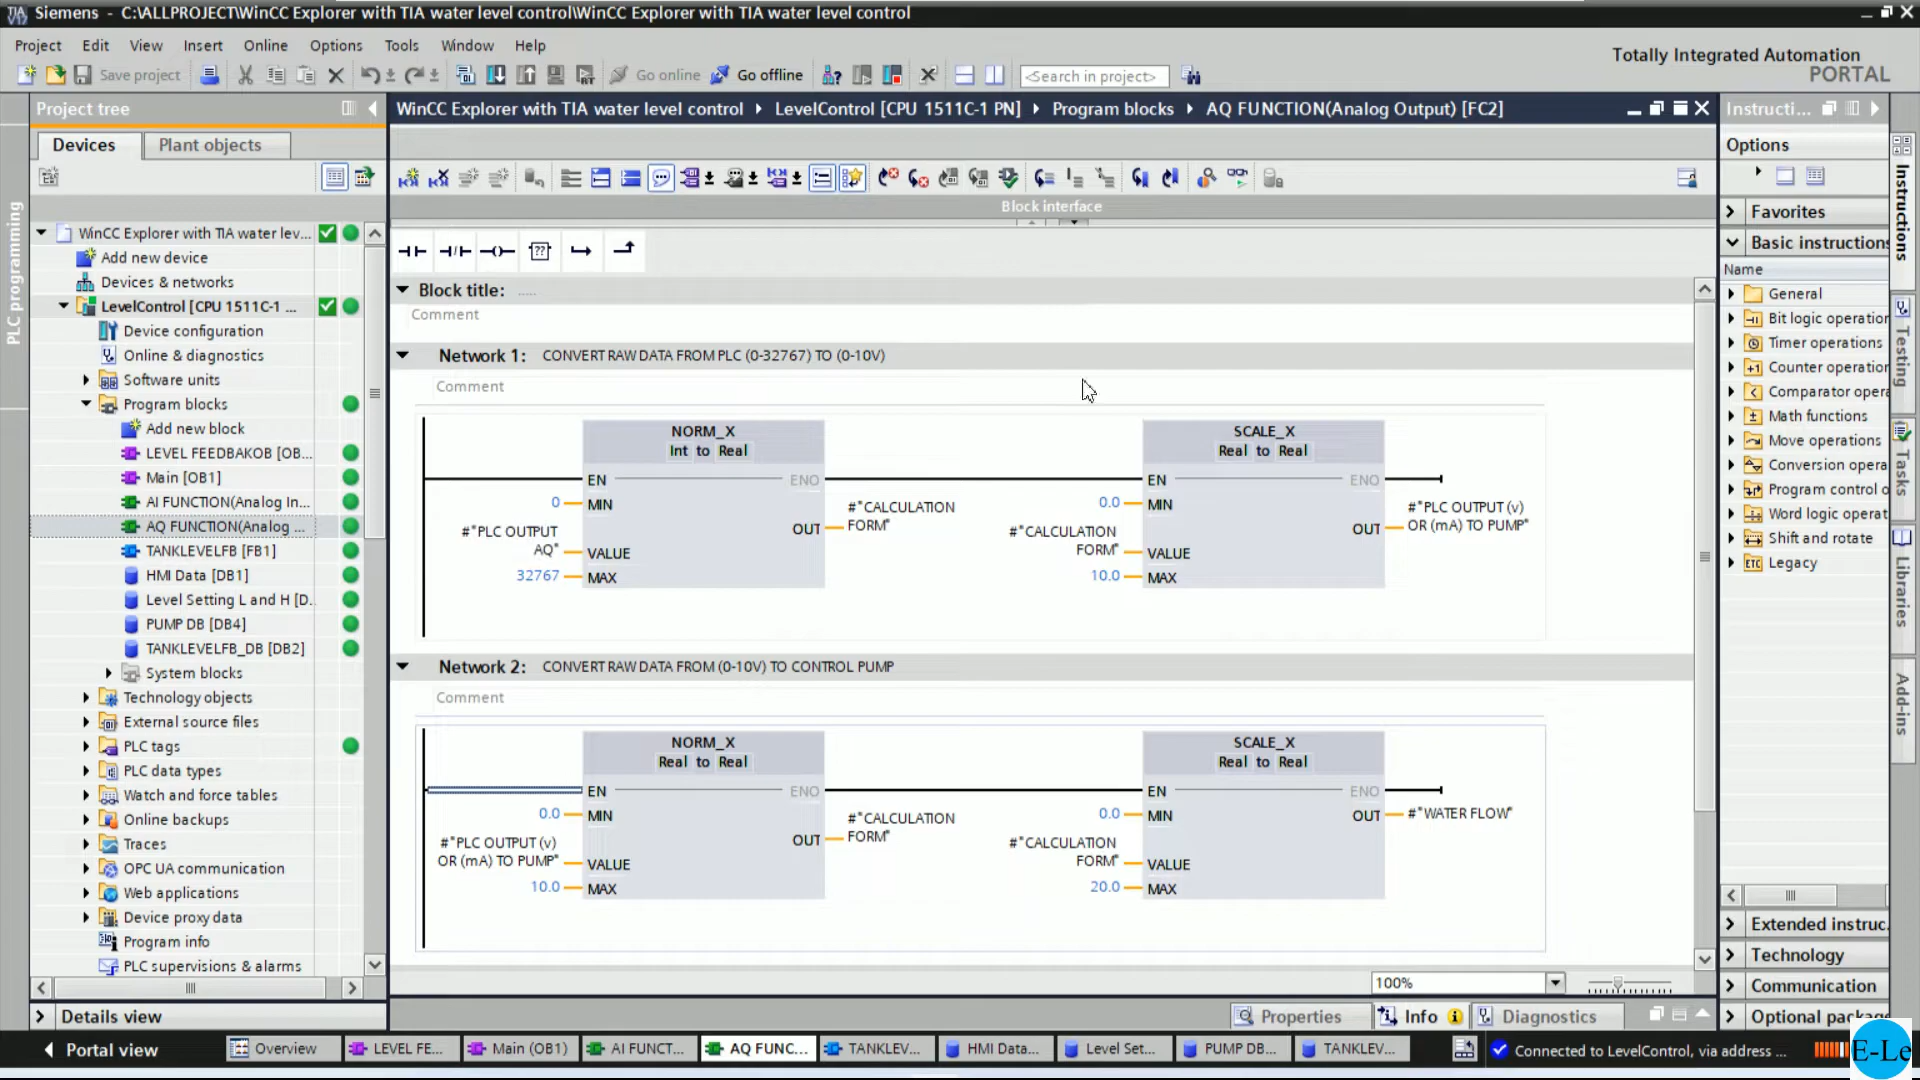 Siemens - C:\ALLPROJECT\WinCC Explorer with TIA water level control\WinCC Explorer with TIA water level control
Project Edit View Insert Online Options Tools Window Help
Totally Integrated Automation
PORTAL
Save project
Go online
Go offline
<Search in project>
Project tree
WinCC Explorer with TIA water level control
LevelControl [CPU 1511C-1 PN]
Program blocks
AQ FUNCTION(Analog Output) [FC2]
Instructi...
Devices
Plant objects
Options
Block interface
PLC programming
WinCC Explorer with TIA water lev...
Add new device
Devices & networks
LevelControl [CPU 1511C-1 ...
Device configuration
Online & diagnostics
Software units
Program blocks
Add new block
LEVEL FEEDBAKOB [OB...
Main [OB1]
AI FUNCTION(Analog In...
AQ FUNCTION(Analog ...
TANKLEVELFB [FB1]
HMI Data [DB1]
Level Setting L and H [D...
PUMP DB [DB4]
TANKLEVELFB_DB [DB2]
System blocks
Technology objects
External source files
PLC tags
PLC data types
Watch and force tables
Online backups
Traces
OPC UA communication
Web applications
Device proxy data
Program info
PLC supervisions & alarms
Details view
Block title: .....
Comment
Network 1: CONVERT RAW DATA FROM PLC (0-32767) TO (0-10V)
Comment
NORM_X
Int to Real
EN ENO
0 MIN
#"PLC OUTPUT
AQ" VALUE
32767 MAX
OUT
#"CALCULATION
FORM"
SCALE_X
Real to Real
EN ENO
0.0 MIN
#"CALCULATION
FORM" VALUE
10.0 MAX
OUT
#"PLC OUTPUT (v)
OR (mA) TO PUMP"
Network 2: CONVERT RAW DATA FROM (0-10V) TO CONTROL PUMP
Comment
NORM_X
Real to Real
EN ENO
0.0 MIN
#"PLC OUTPUT (v)
OR (mA) TO PUMP" VALUE
10.0 MAX
OUT
#"CALCULATION
FORM"
SCALE_X
Real to Real
EN ENO
0.0 MIN
#"CALCULATION
FORM" VALUE
20.0 MAX
OUT
#"WATER FLOW"
100%
Properties
Info
Diagnostics
Favorites
Basic instructions
Name
General
Bit logic operation
Timer operations
Counter operation
Comparator opera
Math functions
Move operations
Conversion opera
Program control o
Word logic operat
Shift and rotate
Legacy
Extended instruc...
Technology
Communication
Optional packages
Instructions
Testing
Tasks
Libraries
Add-ins
Portal view
Overview
LEVEL FE...
Main (OB1)
AI FUNCT...
AQ FUNC...
TANKLEV...
HMI Data...
Level Set...
PUMP DB...
TANKLEV...
Connected to LevelControl, via address ...
E-Le